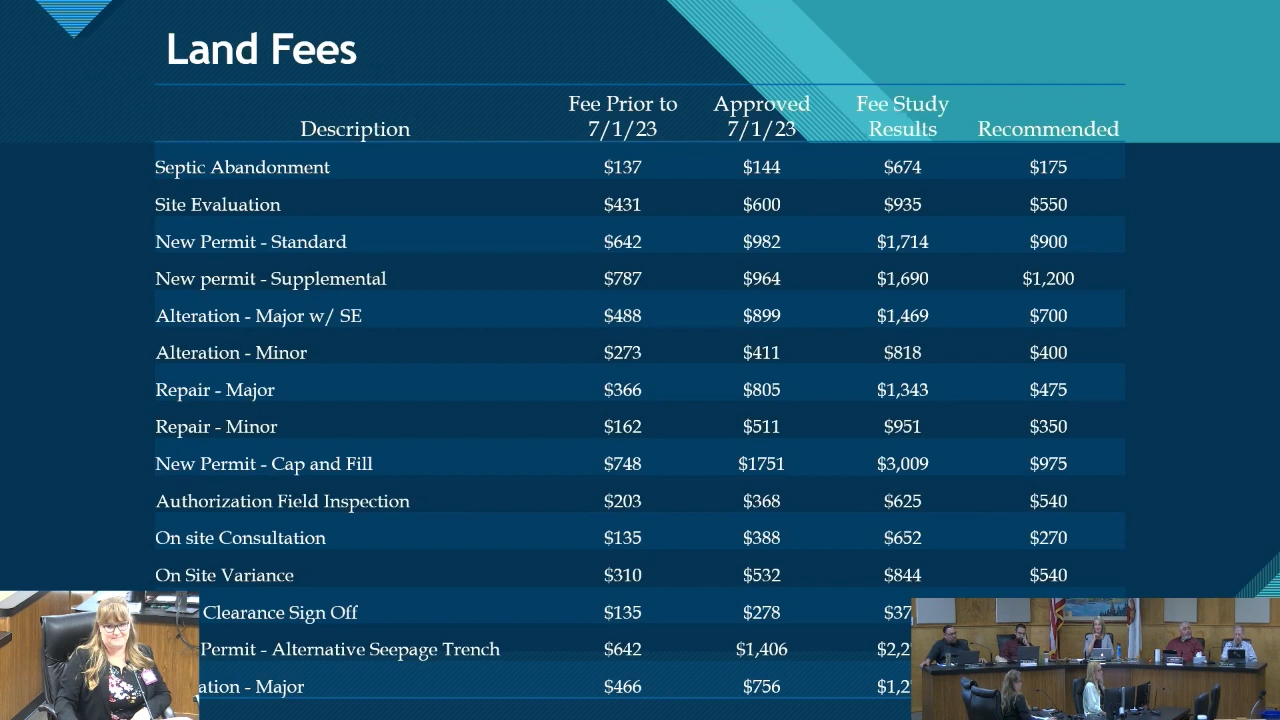 Land Fees
Description Fee Prior to 7/1/23 Approved 7/1/23 Fee Study Results Recommended
Septic Abandonment $137 $144 $674 $175
Site Evaluation $431 $600 $935 $550
New Permit - Standard $642 $982 $1,714 $900
New permit - Supplemental $787 $964 $1,690 $1,200
Alteration - Major w/ SE $488 $899 $1,469 $700
Alteration - Minor $273 $411 $818 $400
Repair - Major $366 $805 $1,343 $475
Repair - Minor $162 $511 $951 $350
New Permit - Cap and Fill $748 $1751 $3,009 $975
Authorization Field Inspection $203 $368 $625 $540
On site Consultation $135 $388 $652 $270
On Site Variance $310 $532 $844 $540
Clearance Sign Off $135 $278
Permit - Alternative Seepage Trench $642 $1,406
ation - Major $466 $756